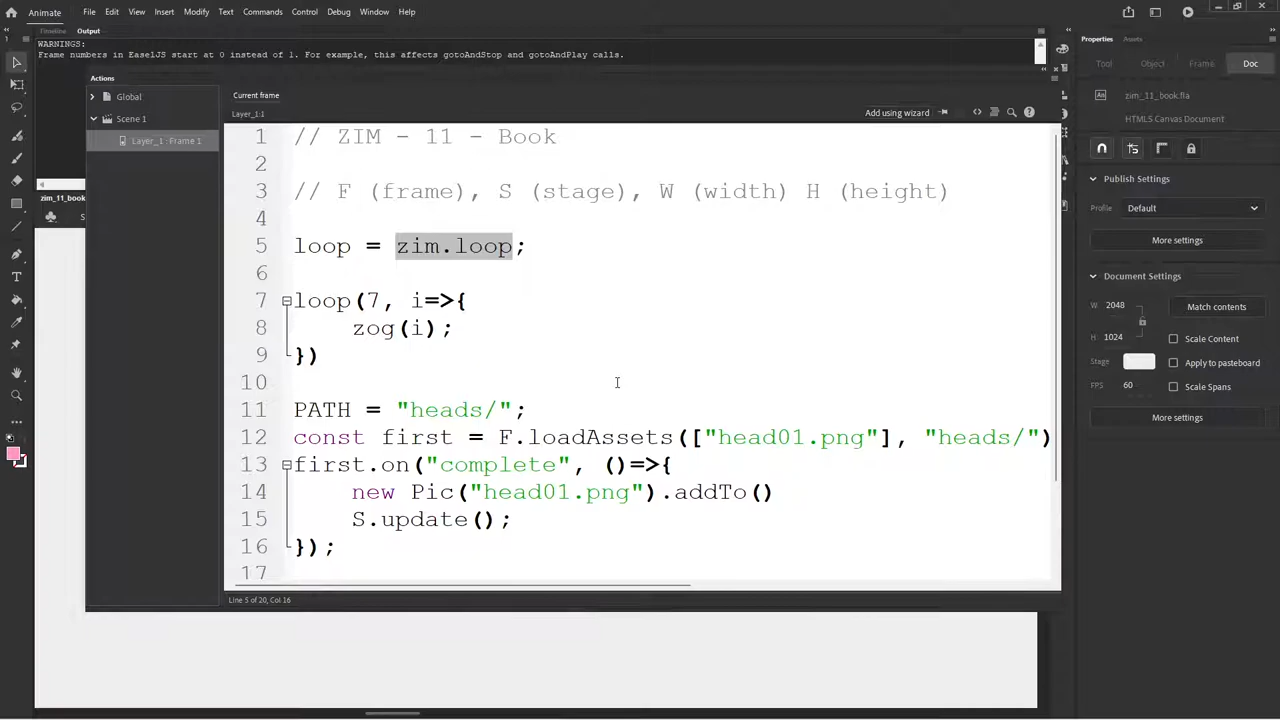 Animate File Edit View Insert Modify Text Commands Control Debug Window Help
Timeline Output
WARNINGS:
Frame numbers in EaselJS start at 0 instead of 1. For example, this affects gotoAndStop and gotoAndPlay calls.
Actions
Global
Scene 1
Layer_1 : Frame 1
zim_11_book
S
Current frame
Layer_1:1
Add using wizard
1 // ZIM - 11 - Book
2
3 // F (frame), S (stage), W (width) H (height)
4
5 loop = zim.loop;
6
7 loop(7, i=>{
8 zog(i);
9 })
10
11 PATH = "heads/";
12 const first = F.loadAssets(["head01.png"], "heads/")
13 first.on("complete", ()=>{
14 new Pic("head01.png").addTo()
15 S.update();
16 });
17
Line 5 of 20, Col 16
Properties Assets
Tool Object Frame Doc
zim_11_book.fla
HTML5 Canvas Document
Publish Settings
Profile Default
More settings
Document Settings
W 2048 Match contents
H 1024 Scale Content
Stage Apply to pasteboard
FPS 60 Scale Spans
More settings